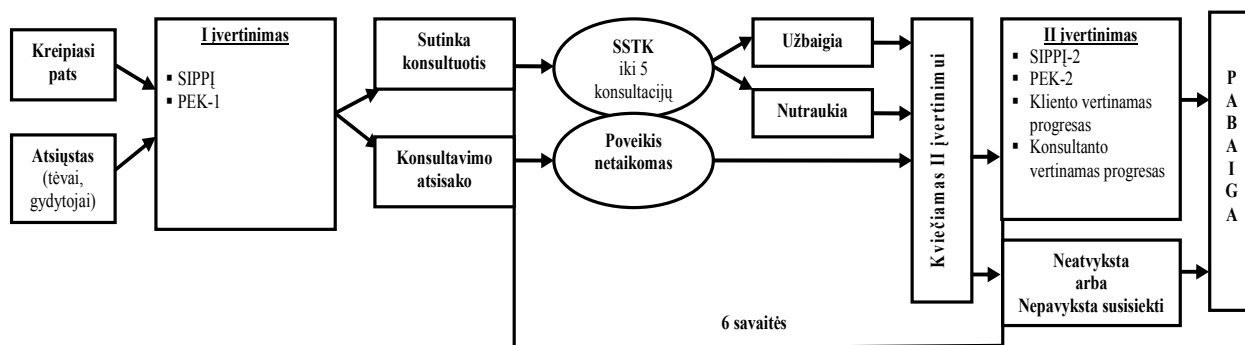 Kreipiasi
pats
Atsiųstas
(tėvai,
gydytojai)
I įvertinimas
▪ SIPPĮ
▪ PEK-1
Sutinka
konsultuotis
Konsultavimo
atsisako
SSTK
iki 5
konsultacijų
Poveikis
netaikomas
Užbaigia
Nutraukia
Kviečiamas II įvertinimui
II įvertinimas
▪ SIPPĮ-2
▪ PEK-2
▪ Kliento vertinamas
progresas
▪ Konsultanto
vertinamas progresas
Neatvyksta
arba
Nepavyksta susisiekti
6 savaitės
P
A
B
A
I
G
A